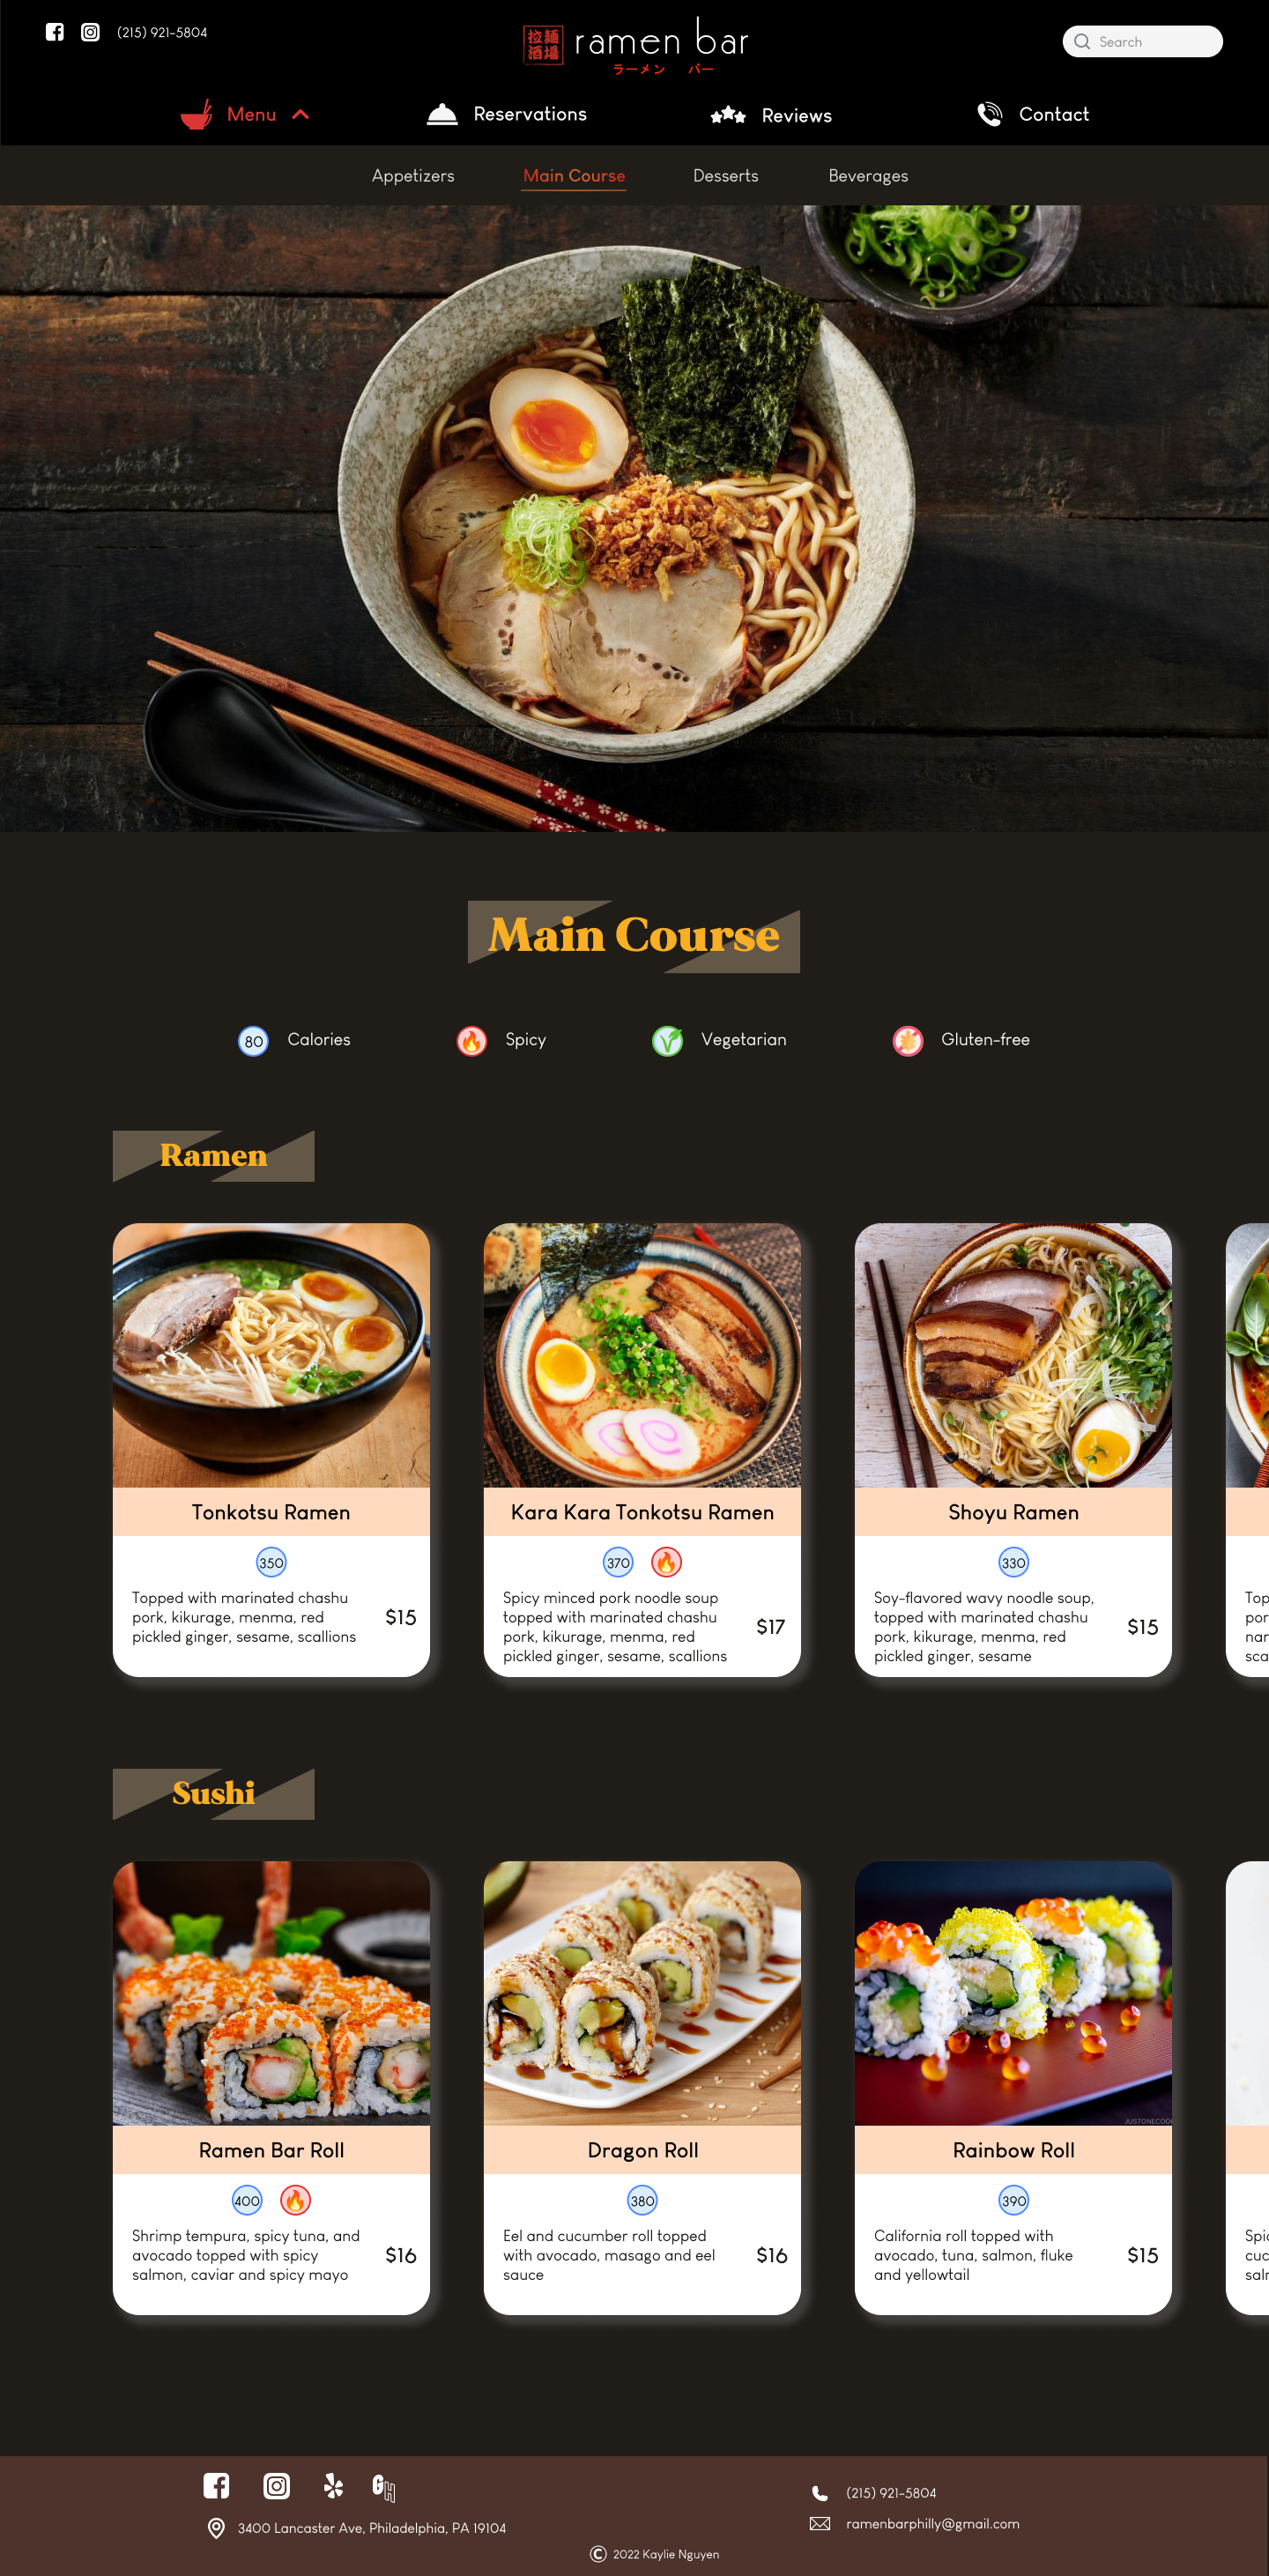 (215) 921-5804
拉麺
酒場
ramen bar
ラーメン バー
Search
Menu
Reservations
Reviews
Contact
Appetizers
Main Course
Desserts
Beverages
Main Course
80 Calories
Spicy
Vegetarian
Gluten-free
Ramen
Tonkotsu Ramen
350
Topped with marinated chashu
pork, kikurage, menma, red
pickled ginger, sesame, scallions
$15
Kara Kara Tonkotsu Ramen
370
Spicy minced pork noodle soup
topped with marinated chashu
pork, kikurage, menma, red
pickled ginger, sesame, scallions
$17
Shoyu Ramen
330
Soy-flavored wavy noodle soup,
topped with marinated chashu
pork, kikurage, menma, red
pickled ginger, sesame
$15
Top
por
nar
sca
Sushi
Ramen Bar Roll
400
Shrimp tempura, spicy tuna, and
avocado topped with spicy
salmon, caviar and spicy mayo
$16
Dragon Roll
380
Eel and cucumber roll topped
with avocado, masago and eel
sauce
$16
JUSTONECOO
Rainbow Roll
390
California roll topped with
avocado, tuna, salmon, fluke
and yellowtail
$15
Spic
cuc
salr
GH
3400 Lancaster Ave, Philadelphia, PA 19104
(215) 921-5804
ramenbarphilly@gmail.com
© 2022 Kaylie Nguyen